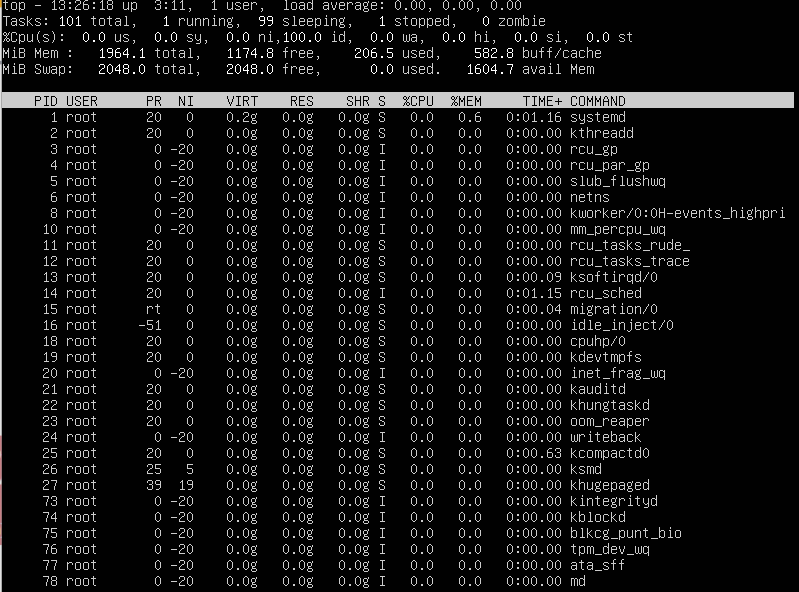 top - 13:26:18 up  3:11,  1 user,  load average: 0.00, 0.00, 0.00
Tasks: 101 total,   1 running,  99 sleeping,   1 stopped,   0 zombie
%Cpu(s):  0.0 us,  0.0 sy,  0.0 ni,100.0 id,  0.0 wa,  0.0 hi,  0.0 si,  0.0 st
MiB Mem :   1964.1 total,   1174.8 free,    206.5 used,    582.8 buff/cache
MiB Swap:   2048.0 total,   2048.0 free,      0.0 used.   1604.7 avail Mem
PID USER      PR  NI    VIRT    RES    SHR S  %CPU  %MEM     TIME+ COMMAND
1 root      20   0    0.2g   0.0g   0.0g S   0.0   0.6   0:01.16 systemd
2 root      20   0    0.0g   0.0g   0.0g S   0.0   0.0   0:00.00 kthreadd
3 root       0 -20    0.0g   0.0g   0.0g I   0.0   0.0   0:00.00 rcu_gp
4 root       0 -20    0.0g   0.0g   0.0g I   0.0   0.0   0:00.00 rcu_par_gp
5 root       0 -20    0.0g   0.0g   0.0g I   0.0   0.0   0:00.00 slub_flushwq
6 root       0 -20    0.0g   0.0g   0.0g I   0.0   0.0   0:00.00 netns
8 root       0 -20    0.0g   0.0g   0.0g I   0.0   0.0   0:00.00 kworker/0:0H-events_highpri
10 root       0 -20    0.0g   0.0g   0.0g I   0.0   0.0   0:00.00 mm_percpu_wq
11 root      20   0    0.0g   0.0g   0.0g S   0.0   0.0   0:00.00 rcu_tasks_rude_
12 root      20   0    0.0g   0.0g   0.0g S   0.0   0.0   0:00.00 rcu_tasks_trace
13 root      20   0    0.0g   0.0g   0.0g S   0.0   0.0   0:00.09 ksoftirqd/0
14 root      20   0    0.0g   0.0g   0.0g I   0.0   0.0   0:01.15 rcu_sched
15 root      rt   0    0.0g   0.0g   0.0g S   0.0   0.0   0:00.04 migration/0
16 root     -51   0    0.0g   0.0g   0.0g S   0.0   0.0   0:00.00 idle_inject/0
18 root      20   0    0.0g   0.0g   0.0g S   0.0   0.0   0:00.00 cpuhp/0
19 root      20   0    0.0g   0.0g   0.0g S   0.0   0.0   0:00.00 kdevtmpfs
20 root       0 -20    0.0g   0.0g   0.0g I   0.0   0.0   0:00.00 inet_frag_wq
21 root      20   0    0.0g   0.0g   0.0g S   0.0   0.0   0:00.00 kauditd
22 root      20   0    0.0g   0.0g   0.0g S   0.0   0.0   0:00.00 khungtaskd
23 root      20   0    0.0g   0.0g   0.0g S   0.0   0.0   0:00.00 oom_reaper
24 root       0 -20    0.0g   0.0g   0.0g I   0.0   0.0   0:00.00 writeback
25 root      20   0    0.0g   0.0g   0.0g S   0.0   0.0   0:00.63 kcompactd0
26 root      25   5    0.0g   0.0g   0.0g S   0.0   0.0   0:00.00 ksmd
27 root      39  19    0.0g   0.0g   0.0g S   0.0   0.0   0:00.00 khugepaged
73 root       0 -20    0.0g   0.0g   0.0g I   0.0   0.0   0:00.00 kintegrityd
74 root       0 -20    0.0g   0.0g   0.0g I   0.0   0.0   0:00.00 kblockd
75 root       0 -20    0.0g   0.0g   0.0g I   0.0   0.0   0:00.00 blkcg_punt_bio
76 root       0 -20    0.0g   0.0g   0.0g I   0.0   0.0   0:00.00 tpm_dev_wq
77 root       0 -20    0.0g   0.0g   0.0g I   0.0   0.0   0:00.00 ata_sff
78 root       0 -20    0.0g   0.0g   0.0g I   0.0   0.0   0:00.00 md